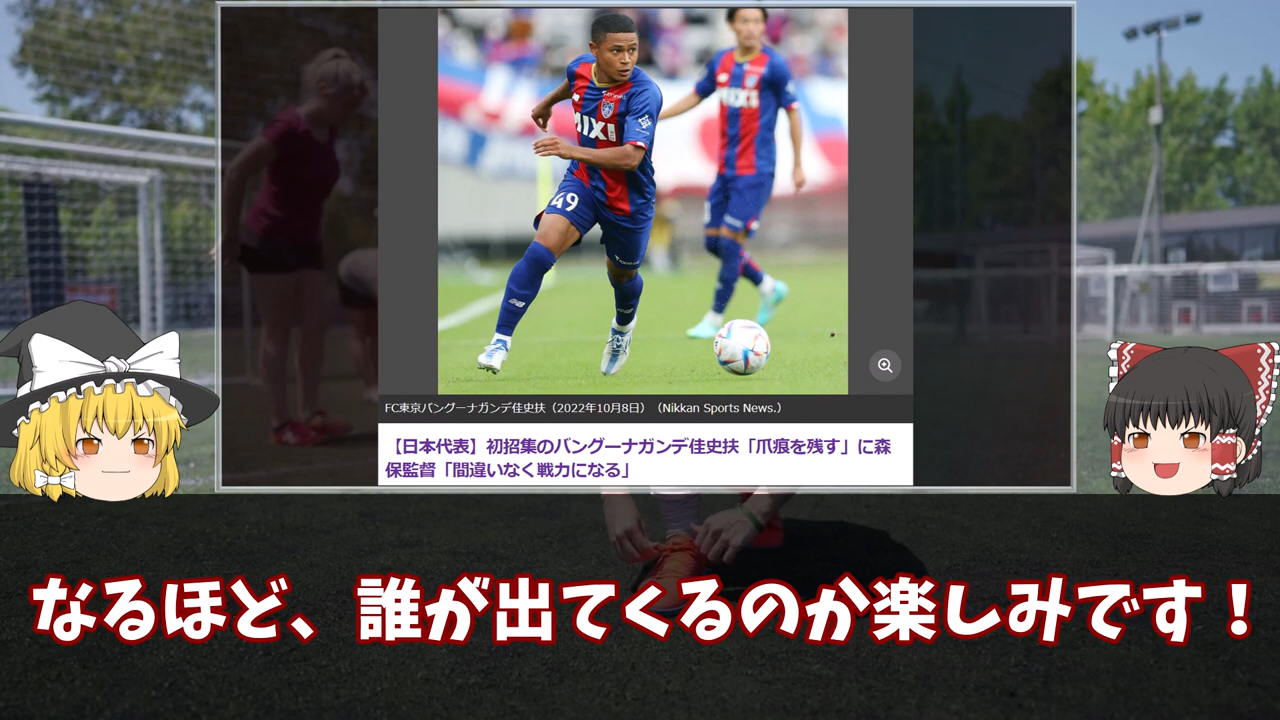 MIXI
MIXI
49
FC東京バングーナガンデ佳史扶（2022年10月8日）（Nikkan Sports News.）
【日本代表】初招集のバングーナガンデ佳史扶「爪痕を残す」に森
保監督「間違いなく戦力になる」
なるほど、誰が出てくるのか楽しみです！